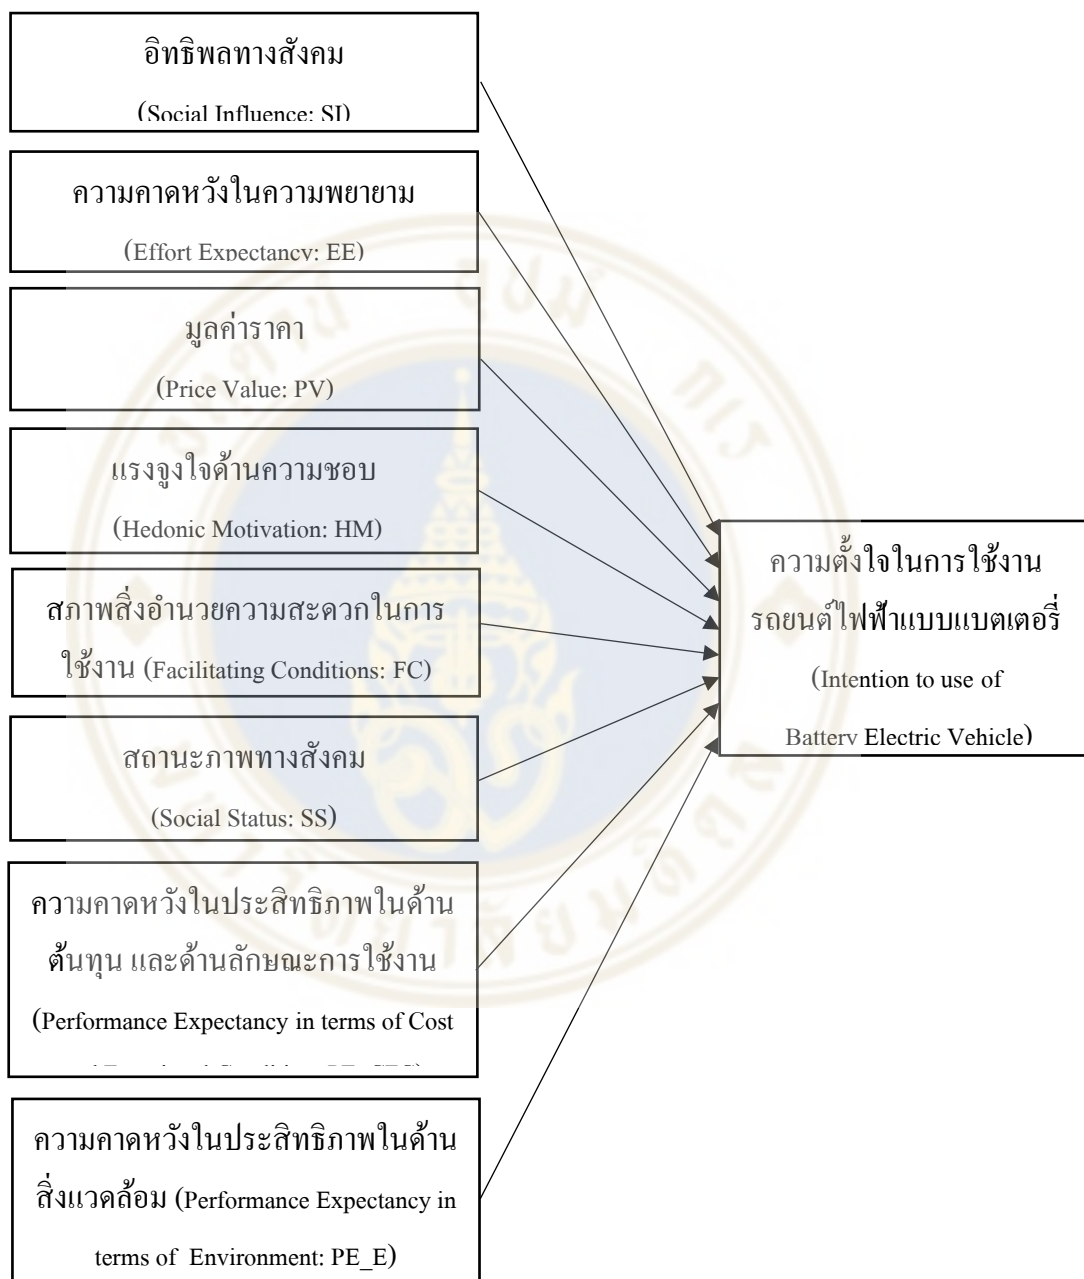 อิทธิพลทางสังคม
(Social Influence: SI)
ความคาดหวังในความพยายาม
(Effort Expectancy: EE)
มูลค่าราคา
(Price Value: PV)
แรงจูงใจด้านความชอบ
(Hedonic Motivation: HM)
สภาพสิ่งอำนวยความสะดวกในการ
ใช้งาน (Facilitating Conditions: FC)
สถานะภาพทางสังคม
(Social Status: SS)
ความคาดหวังในประสิทธิภาพในด้าน
ต้นทุน และด้านลักษณะการใช้งาน
(Performance Expectancy in terms of Cost
ความคาดหวังในประสิทธิภาพในด้าน
สิ่งแวดล้อม (Performance Expectancy in
terms of Environment: PE_E)
ความตั้งใจในการใช้งาน
รถยนต์ไฟฟ้าแบบแบตเตอรี่
(Intention to use of
Battery Electric Vehicle)